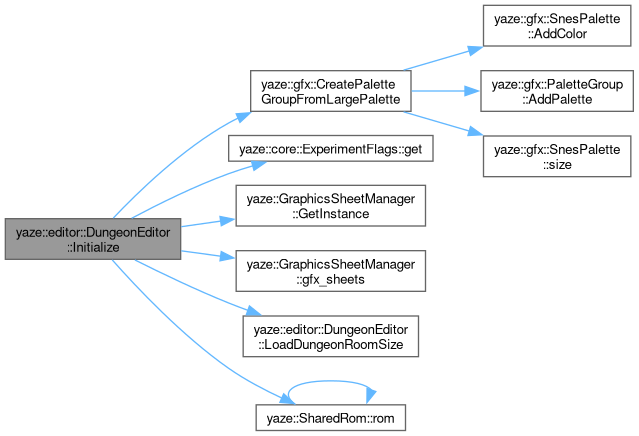 yaze::gfx::SnesPalette
::AddColor
yaze::gfx::CreatePalette
GroupFromLargePalette
yaze::gfx::PaletteGroup
::AddPalette
yaze::gfx::SnesPalette
::size
yaze::core::ExperimentFlags::get
yaze::GraphicsSheetManager
::GetInstance
yaze::editor::DungeonEditor
::Initialize
yaze::GraphicsSheetManager
::gfx_sheets
yaze::editor::DungeonEditor
::LoadDungeonRoomSize
yaze::SharedRom::rom